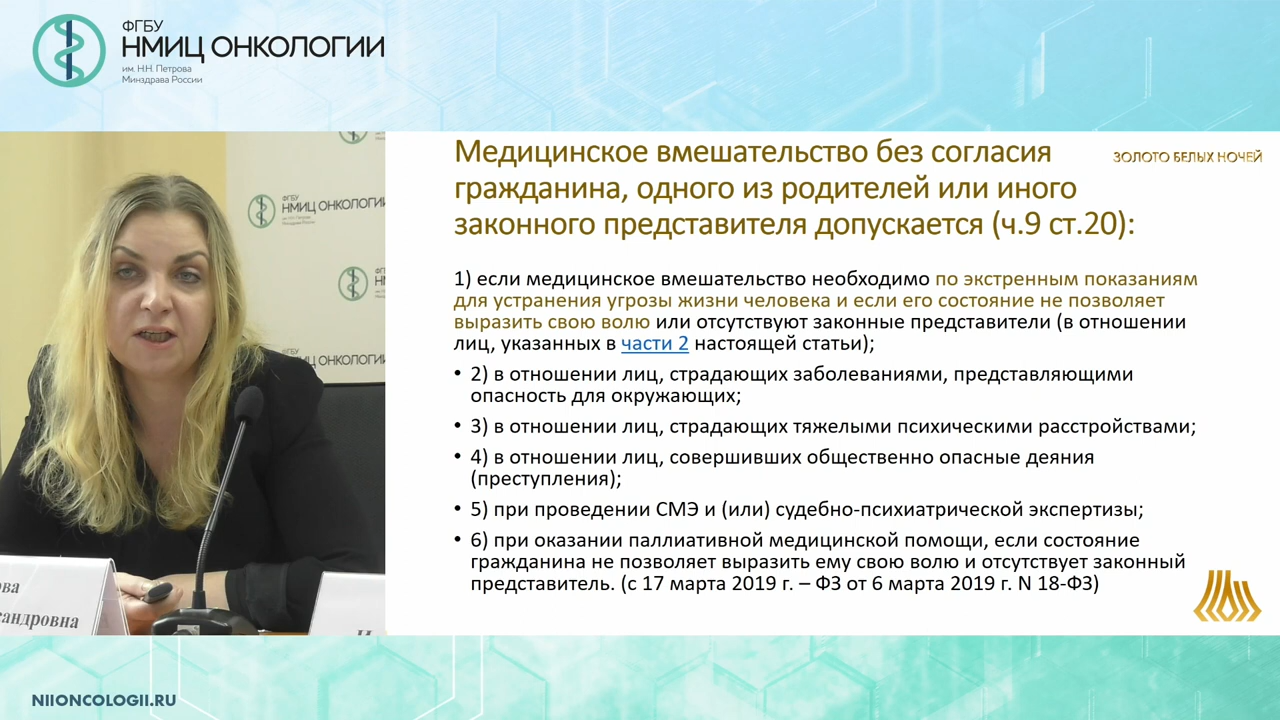 ФГБУ
НМИЦ ОНКОЛОГИИ
им. Н.Н. Петрова
Минздрава России
ФГБУ
НМИЦ ОНКОЛОГИИ
им. Н.Н. Петрова
Минздрава России
ФГБУ
НМИЦ ОНКОЛОГИИ
ова
сандровна
Медицинское вмешательство без согласия
гражданина, одного из родителей или иного
законного представителя допускается (ч.9 ст.20):
ЗОЛОТО БЕЛЫХ НОЧЕЙ
1) если медицинское вмешательство необходимо по экстренным показаниям
для устранения угрозы жизни человека и если его состояние не позволяет
выразить свою волю или отсутствуют законные представители (в отношении
лиц, указанных в части 2 настоящей статьи);
• 2) в отношении лиц, страдающих заболеваниями, представляющими
опасность для окружающих;
• 3) в отношении лиц, страдающих тяжелыми психическими расстройствами;
• 4) в отношении лиц, совершивших общественно опасные деяния
(преступления);
• 5) при проведении СМЭ и (или) судебно-психиатрической экспертизы;
• 6) при оказании паллиативной медицинской помощи, если состояние
гражданина не позволяет выразить ему свою волю и отсутствует законный
представитель. (с 17 марта 2019 г. – ФЗ от 6 марта 2019 г. N 18-ФЗ)
NIIONCOLOGII.RU